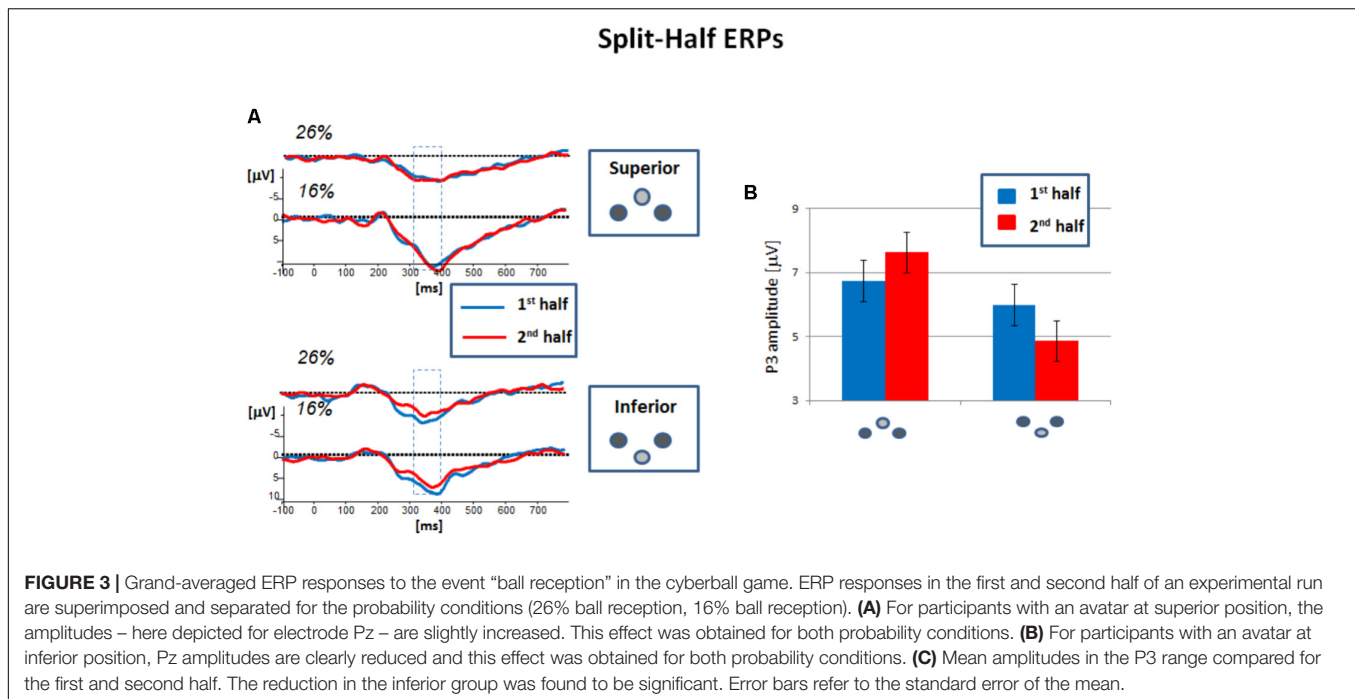 Split-Half ERPs
A
26%
[µV]
-5
16%
0
5
-100 0 100 200 300 400 500 600 700
[ms]
Superior
1st half
2nd half
26%
[µV]
16%
-5
0
5
10
-100 0 100 200 300 400 500 600 700
[ms]
Inferior
B
1st half
2nd half
9
7
5
3
P3 amplitude [µV]
FIGURE 3 | Grand-averaged ERP responses to the event “ball reception” in the cyberball game. ERP responses in the first and second half of an experimental run
are superimposed and separated for the probability conditions (26% ball reception, 16% ball reception). (A) For participants with an avatar at superior position, the
amplitudes – here depicted for electrode Pz – are slightly increased. This effect was obtained for both probability conditions. (B) For participants with an avatar at
inferior position, Pz amplitudes are clearly reduced and this effect was obtained for both probability conditions. (C) Mean amplitudes in the P3 range compared for
the first and second half. The reduction in the inferior group was found to be significant. Error bars refer to the standard error of the mean.